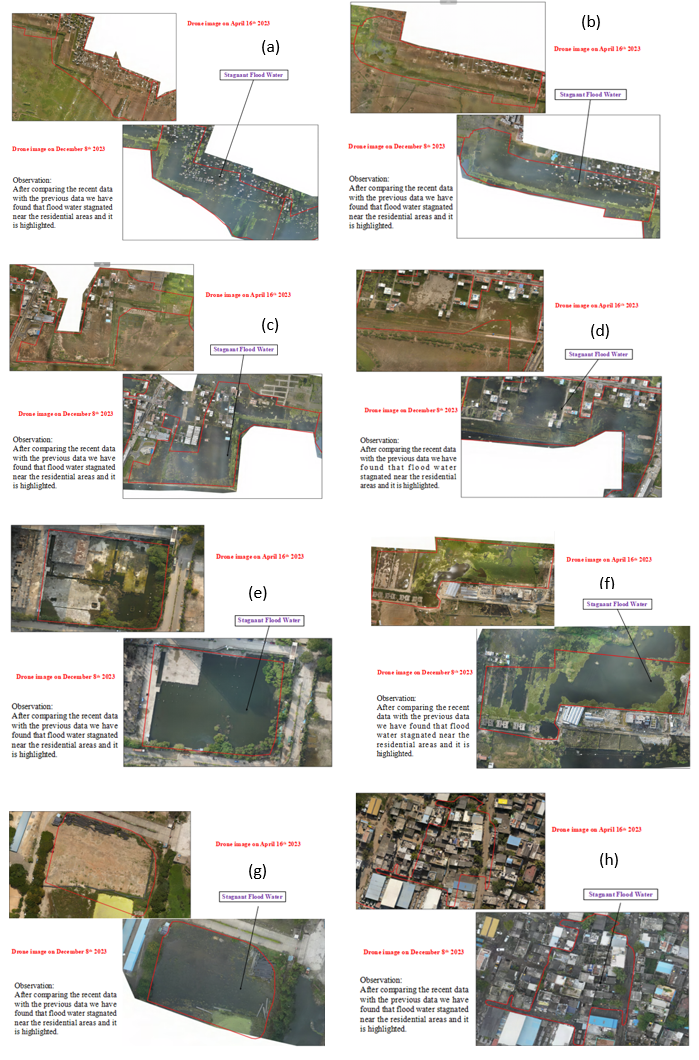 Drone image on April 16th 2023
(a)
Stagnant Flood Water
Drone image on December 8th 2023
Observation:
After comparing the recent data
with the previous data we have
found that flood water stagnated
near the residential areas and it
is highlighted.
(b)
Drone image on April 16th 2023
Stagnant Flood Water
Drone image on December 8th 2023
Observation:
After comparing the recent data
with the previous data we have
found that flood water stagnated
near the residential areas and it
is highlighted.
Drone image on April 16th 2023
(c)
Stagnant Flood Water
Drone image on December 8th 2023
Observation:
After comparing the recent data
with the previous data we have
found that flood water stagnated
near the residential areas and it
is highlighted.
Drone image on April 16th 2023
(d)
Stagnant Flood Water
Drone image on December 8th 2023
Observation:
After comparing the recent data
with the previous data we have
found that flood water
stagnated near the residential
areas and it is highlighted.
Drone image on April 16th 2023
(e)
Stagnant Flood Water
Drone image on December 8th 2023
Observation:
After comparing the recent data
with the previous data we have
found that flood water stagnated
near the residential areas and it
is highlighted.
Drone image on April 16th 2023
(f)
Stagnant Flood Water
Drone image on December 8th 2023
Observation:
After comparing the recent
data with the previous data
we have found that flood
water stagnated near the
residential areas and it is
highlighted.
Drone image on April 16th 2023
(g)
Stagnant Flood Water
Drone image on December 8th 2023
Observation:
After comparing the recent data
with the previous data we have
found that flood water stagnated
near the residential areas and it
is highlighted.
Drone image on April 16th 2023
(h)
Stagnant Flood Water
Drone image on December 8th 2023
Observation:
After comparing the recent data
with the previous data we have
found that flood water stagnated
near the residential areas and it
is highlighted.